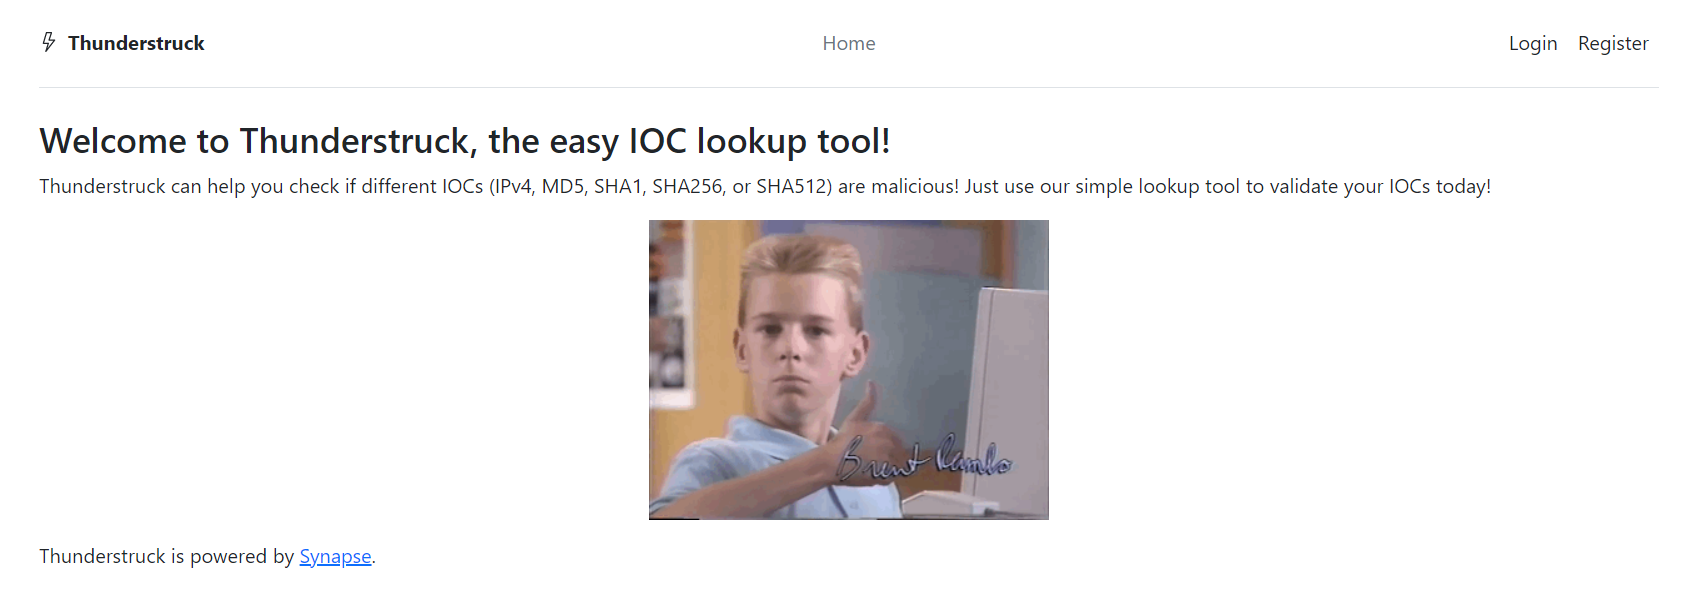 Thunderstruck Home Login Register
Welcome to Thunderstruck, the easy IOC lookup tool!
Thunderstruck can help you check if different IOCs (IPv4, MD5, SHA1, SHA256, or SHA512) are malicious! Just use our simple lookup tool to validate your IOCs today!
Brent Rambo
Thunderstruck is powered by Synapse.